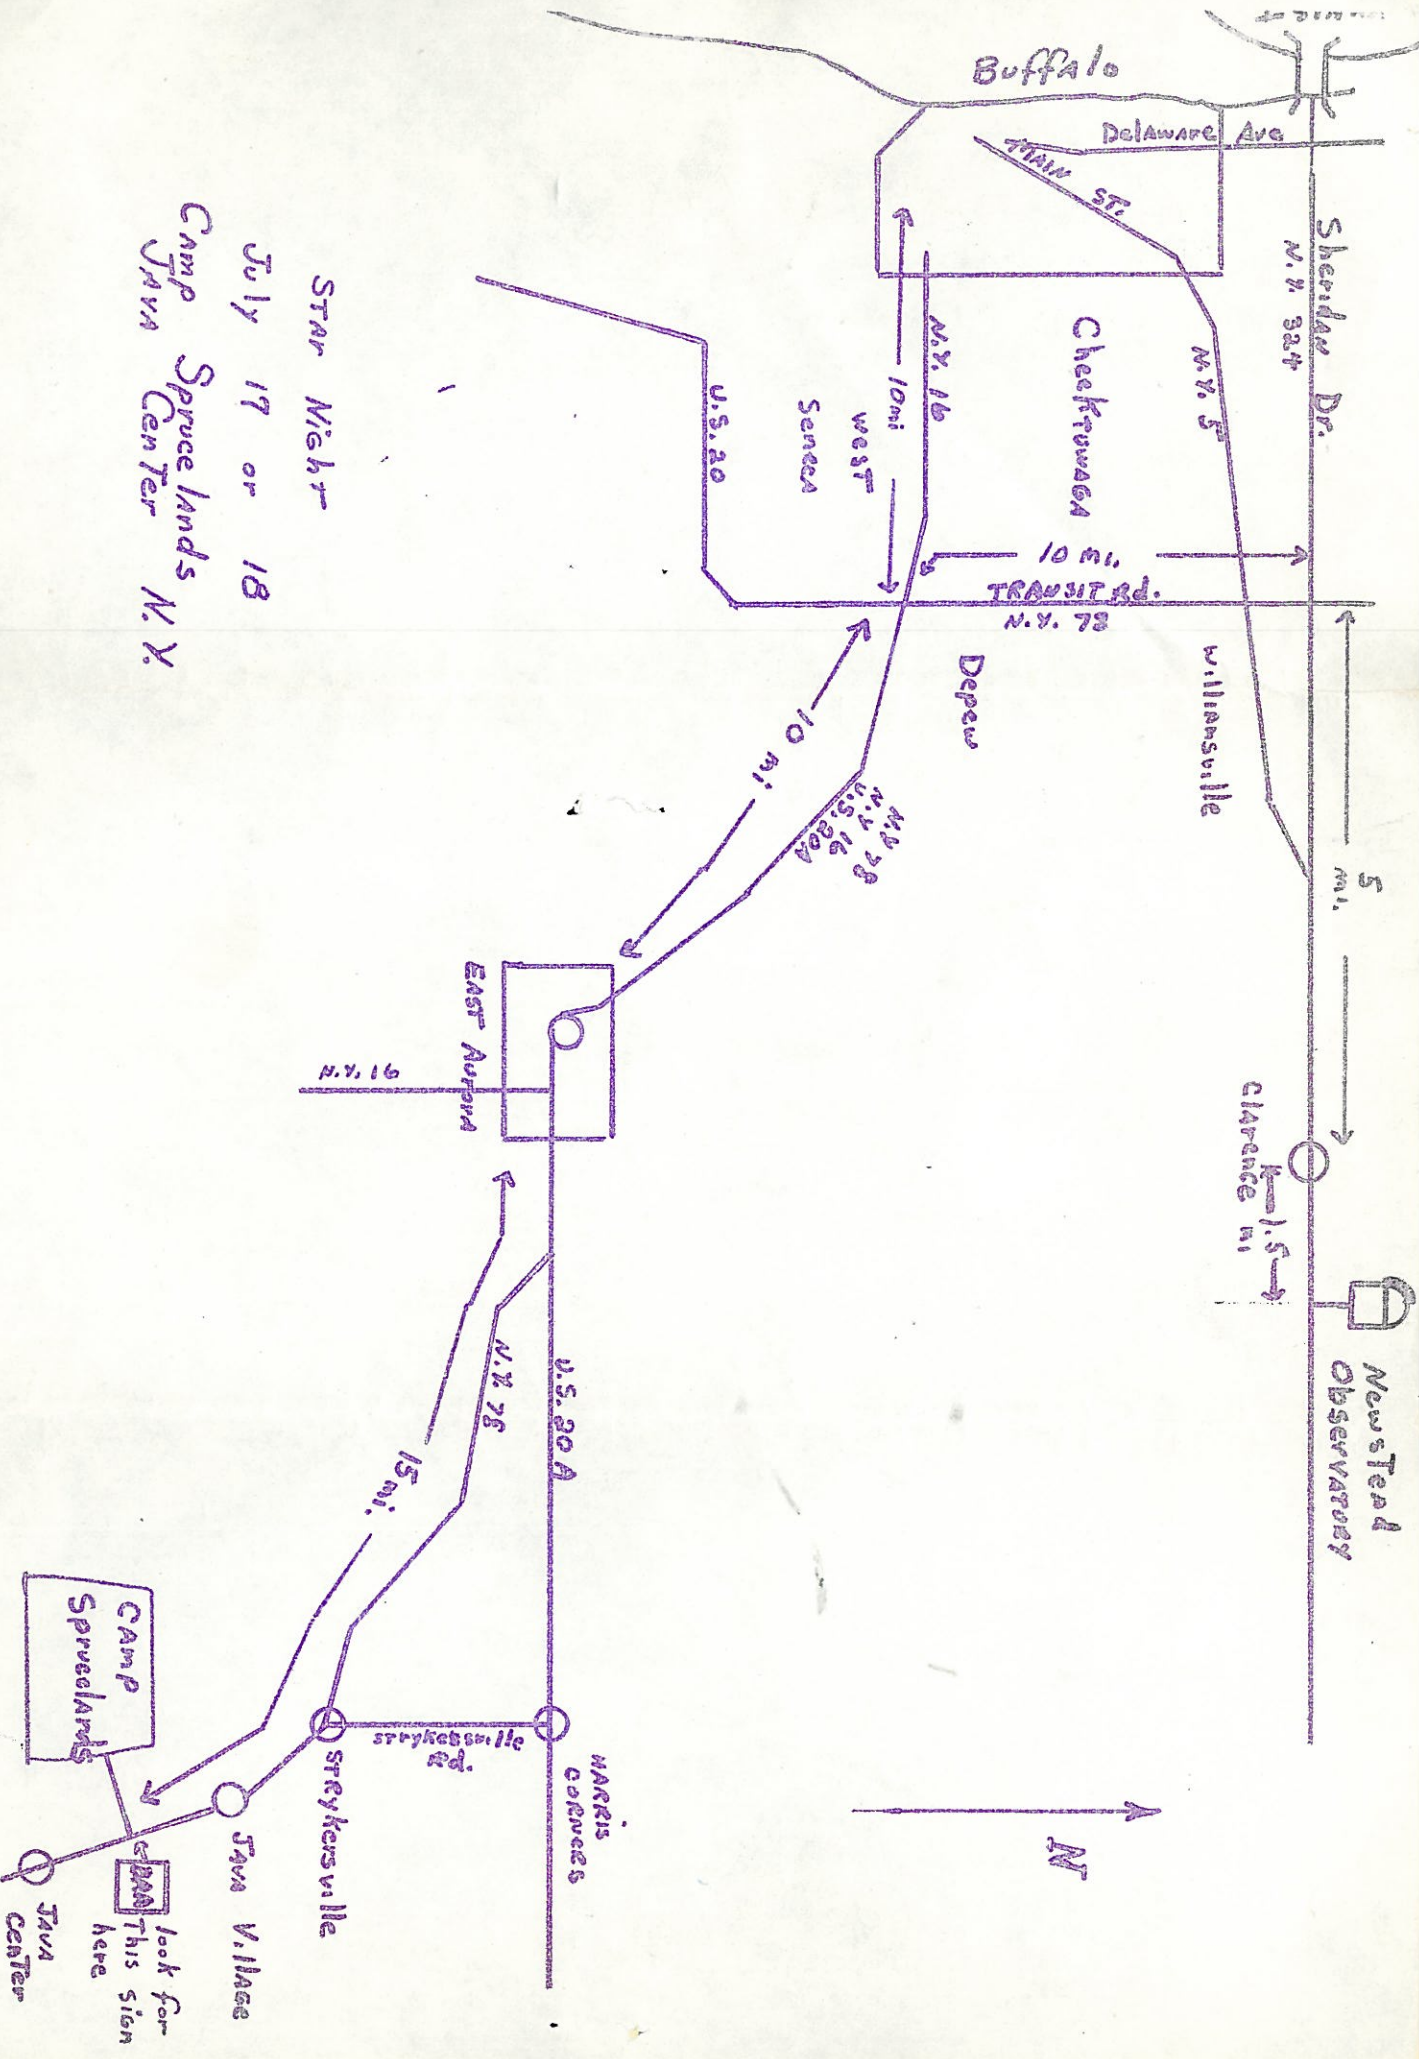 Buffalo
Delaware Ave
MAIN ST.
Sheridan Dr.
N.Y. 324
N.Y. 5
Cheektowaga
N.Y. 16
10mi
West
Seneca
U.S. 20
10 mi.
TRANSIT Rd.
N.Y. 78
Williamsville
Depew
5
mi.
10 mi
N.Y 78
N.Y 16
U.S. 20A
Clarence
1.5
mi
Newstead
Observatory
EAST Aurora
N.Y. 16
U.S. 20A
N.Y. 78
15 mi.
HARRIS
CORNERS
Strykersville
Rd.
STRykersville
JAVA Village
CAMP
Sprucelands
look for
This sign
here
JAVA
Center
N
STAr Night
July 17 or 18
Camp Sprucelands
JAVA Center N.Y.